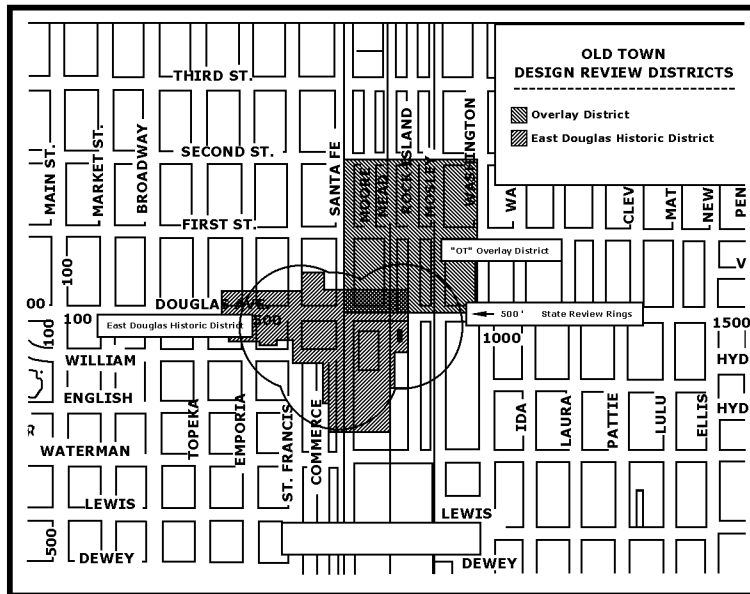 OLD TOWN
DESIGN REVIEW DISTRICTS
Overlay District
East Douglas Historic District
THIRD ST.
SECOND ST.
FIRST ST.
MAIN ST.
MARKET ST.
BROADWAY
SANTA FE
MOORE
MEAD
ROCK ISLAND
MOSLEY
WASHINGTON
WA
CLEV
MAT
NEW
PEN
"OT" Overlay District
V
100
DOUGLAS AVE.
00
100
100
500
East Douglas Historic District
500' State Review Rings
1000
1500
WILLIAM
HYD
ENGLISH
HYD
TOPEKA
EMPORIA
ST. FRANCIS
COMMERCE
IDA
LAURA
PATTIE
LULU
ELLIS
R
WATERMAN
LEWIS
LEWIS
500
DEWEY
DEWEY